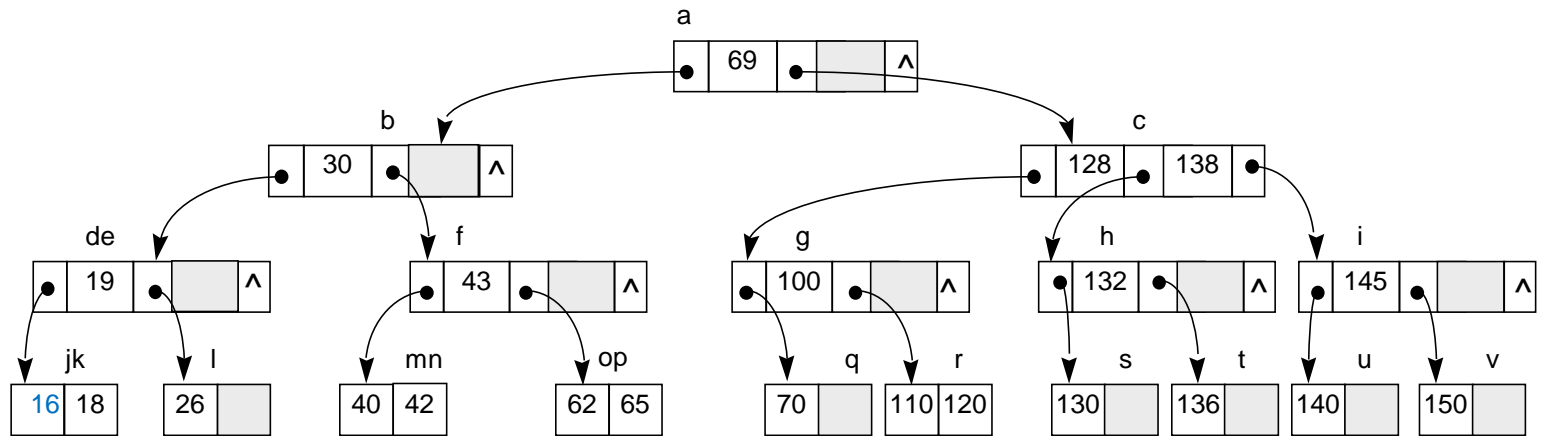 a
69 ^
b c
30 ^ 128 138
de f g h i
19 ^ 43 ^ 100 ^ 132 ^ 145 ^
jk l mn op q r s t u v
16 18 26 40 42 62 65 70 110 120 130 136 140 150